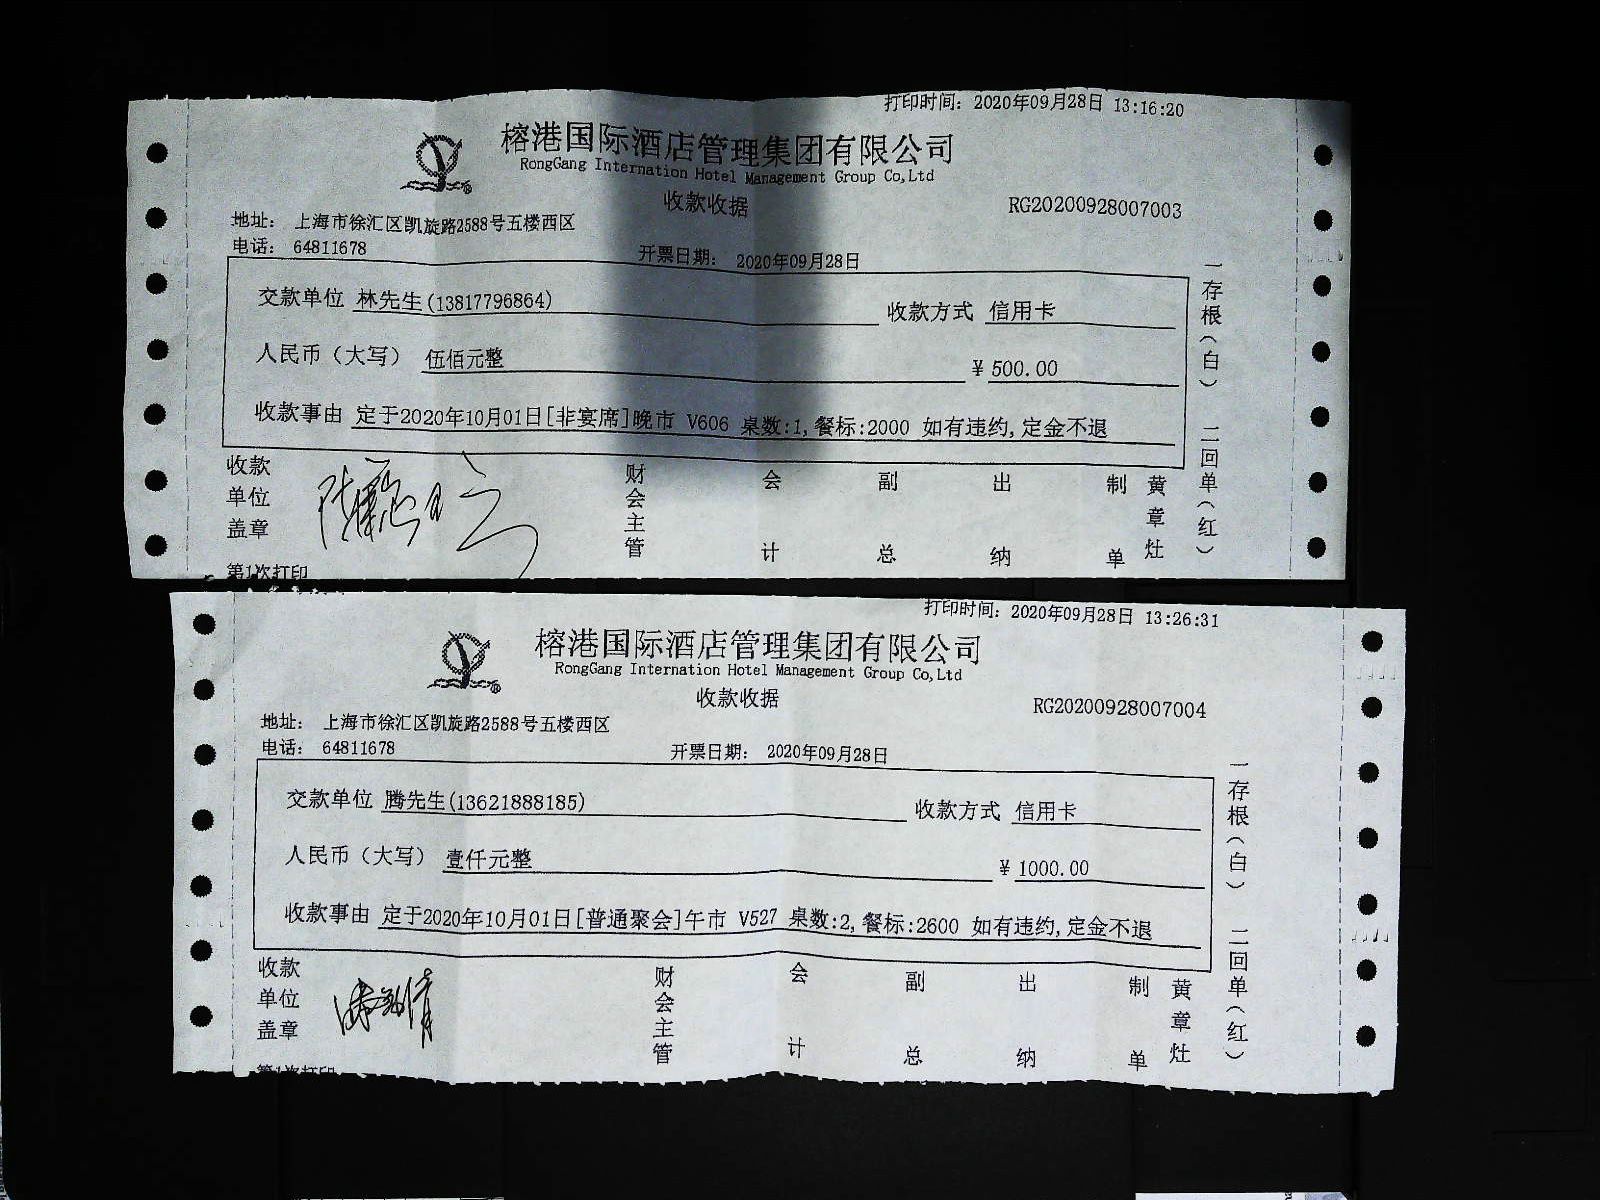 打印时间：2020年09月28日 13:16:20
榕港国际酒店管理集团有限公司
RongGang Internation Hotel Management Group Co,Ltd
收款收据
RG20200928007003
地址： 上海市徐汇区凯旋路2588号五楼西区
电话： 64811678
开票日期： 2020年09月28日
交款单位 林先生(13817796864) 收款方式 信用卡
人民币（大写） 伍佰元整 ￥500.00
收款事由 定于2020年10月01日[非宴席]晚市 V606 桌数:1,餐标:2000 如有违约,定金不退
收款单位盖章
财会主管 会计 副总 出纳 制单 黄章灶
一存根（白） 二回单（红）
第1次打印
打印时间：2020年09月28日 13:26:31
榕港国际酒店管理集团有限公司
RongGang Internation Hotel Management Group Co,Ltd
收款收据
RG20200928007004
地址： 上海市徐汇区凯旋路2588号五楼西区
电话： 64811678
开票日期： 2020年09月28日
交款单位 腾先生(13621888185) 收款方式 信用卡
人民币（大写） 壹仟元整 ￥1000.00
收款事由 定于2020年10月01日[普通聚会]午市 V527 桌数:2,餐标:2600 如有违约,定金不退
收款单位盖章
财会主管 会计 副总 出纳 制单 黄章灶
一存根（白） 二回单（红）
第1次打印